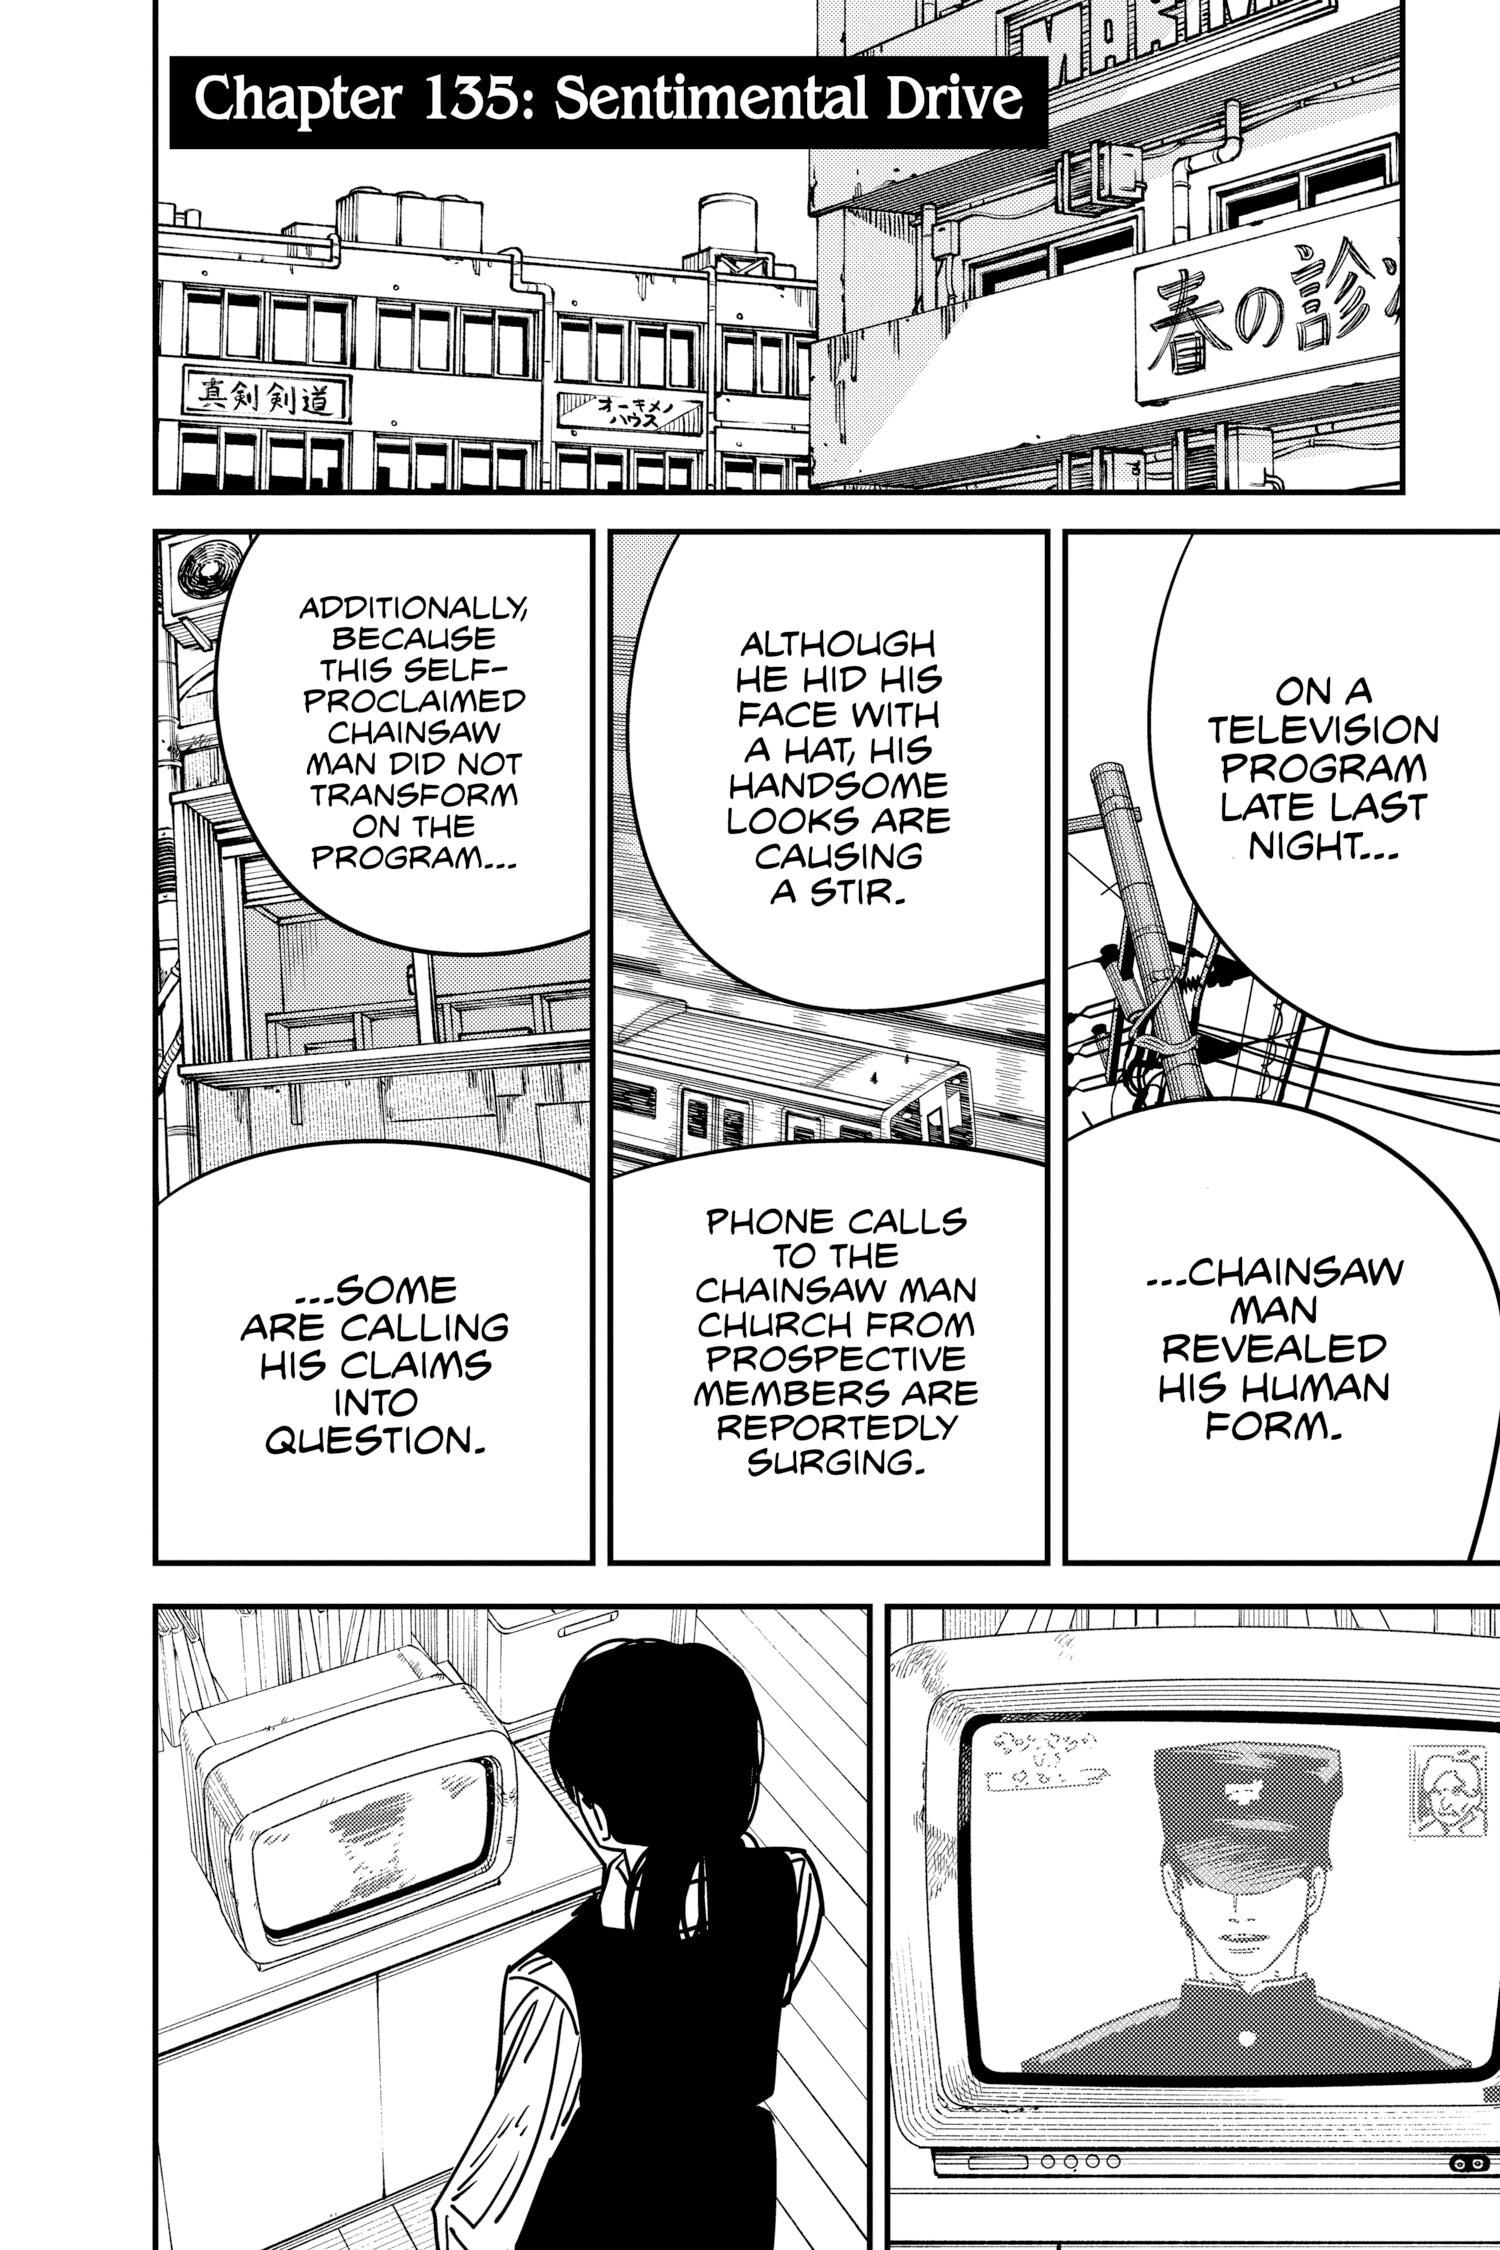 Chapter 135: Sentimental Drive
春の診
真剣剣道
オーキメノ
ハウス
ON A
TELEVISION
PROGRAM
LATE LAST
NIGHT...
...CHAINSAW
MAN
REVEALED
HIS HUMAN
FORM.
ALTHOUGH
HE HID HIS
FACE WITH
A HAT, HIS
HANDSOME
LOOKS ARE
CAUSING
A STIR.
PHONE CALLS
TO THE
CHAINSAW MAN
CHURCH FROM
PROSPECTIVE
MEMBERS ARE
REPORTEDLY
SURGING.
ADDITIONALLY,
BECAUSE
THIS SELF-
PROCLAIMED
CHAINSAW
MAN DID NOT
TRANSFORM
ON THE
PROGRAM...
...SOME
ARE CALLING
HIS CLAIMS
INTO
QUESTION.